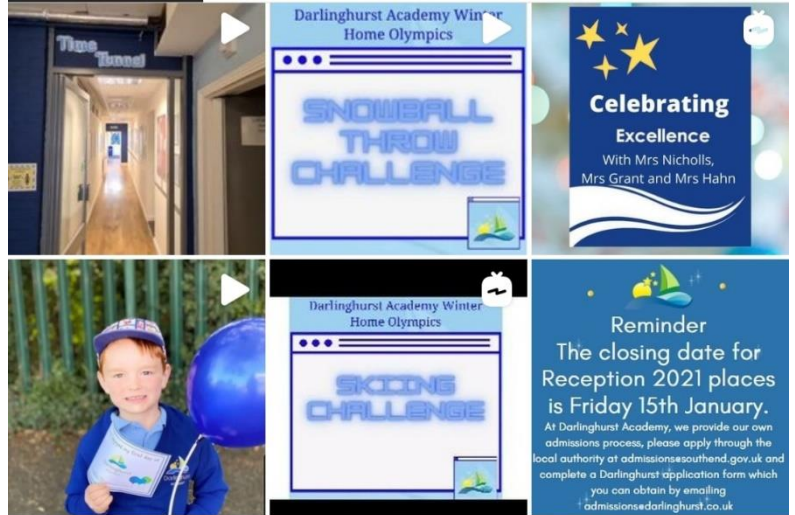 Time
Tunnel
Darlinghurst Academy Winter
Home Olympics
SNOWBALL
THROW
CHALLENGE
Celebrating
Excellence
With Mrs Nicholls,
Mrs Grant and Mrs Hahn
Darlinghurst
Darlinghurst Academy Winter
Home Olympics
SKIING
CHALLENGE
Reminder
The closing date for
Reception 2021 places
is Friday 15th January.
At Darlinghurst Academy, we provide our own
admissions process, please apply through the
local authority at admissions@southend.gov.uk and
complete a Darlinghurst application form which
you can obtain by emailing
admissions@darlinghurst.co.uk